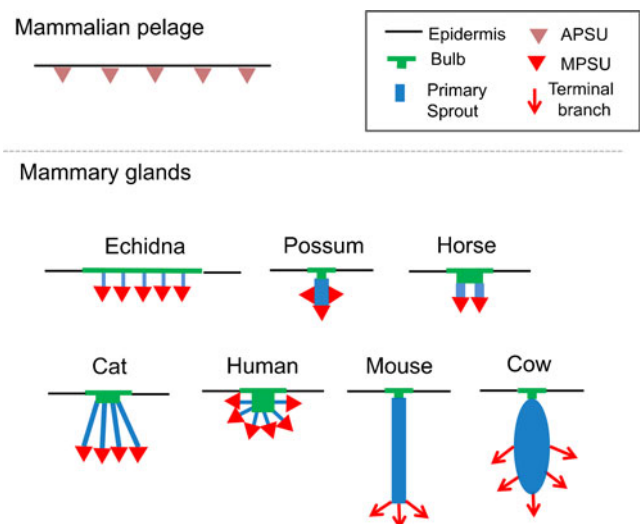 Mammalian pelage
Epidermis
Bulb
Primary
Sprout
APSU
MPSU
Terminal
branch
Mammary glands
Echidna
Possum
Horse
Cat
Human
Mouse
Cow